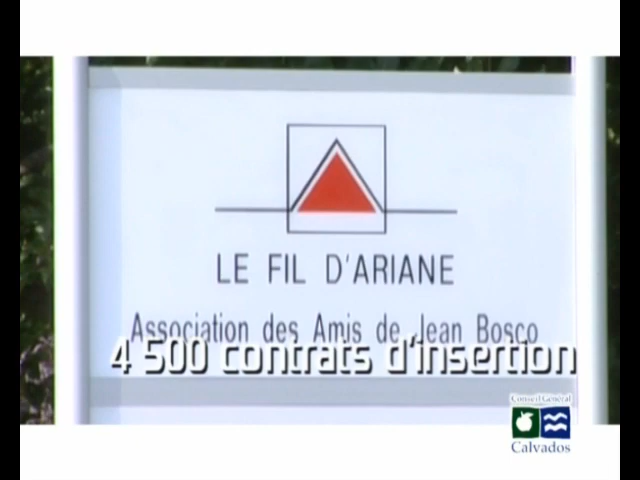 LE FIL D'ARIANE
Association des Amis de Jean Bosco
4 500 contrats d'insertion
Conseil Général
Calvados